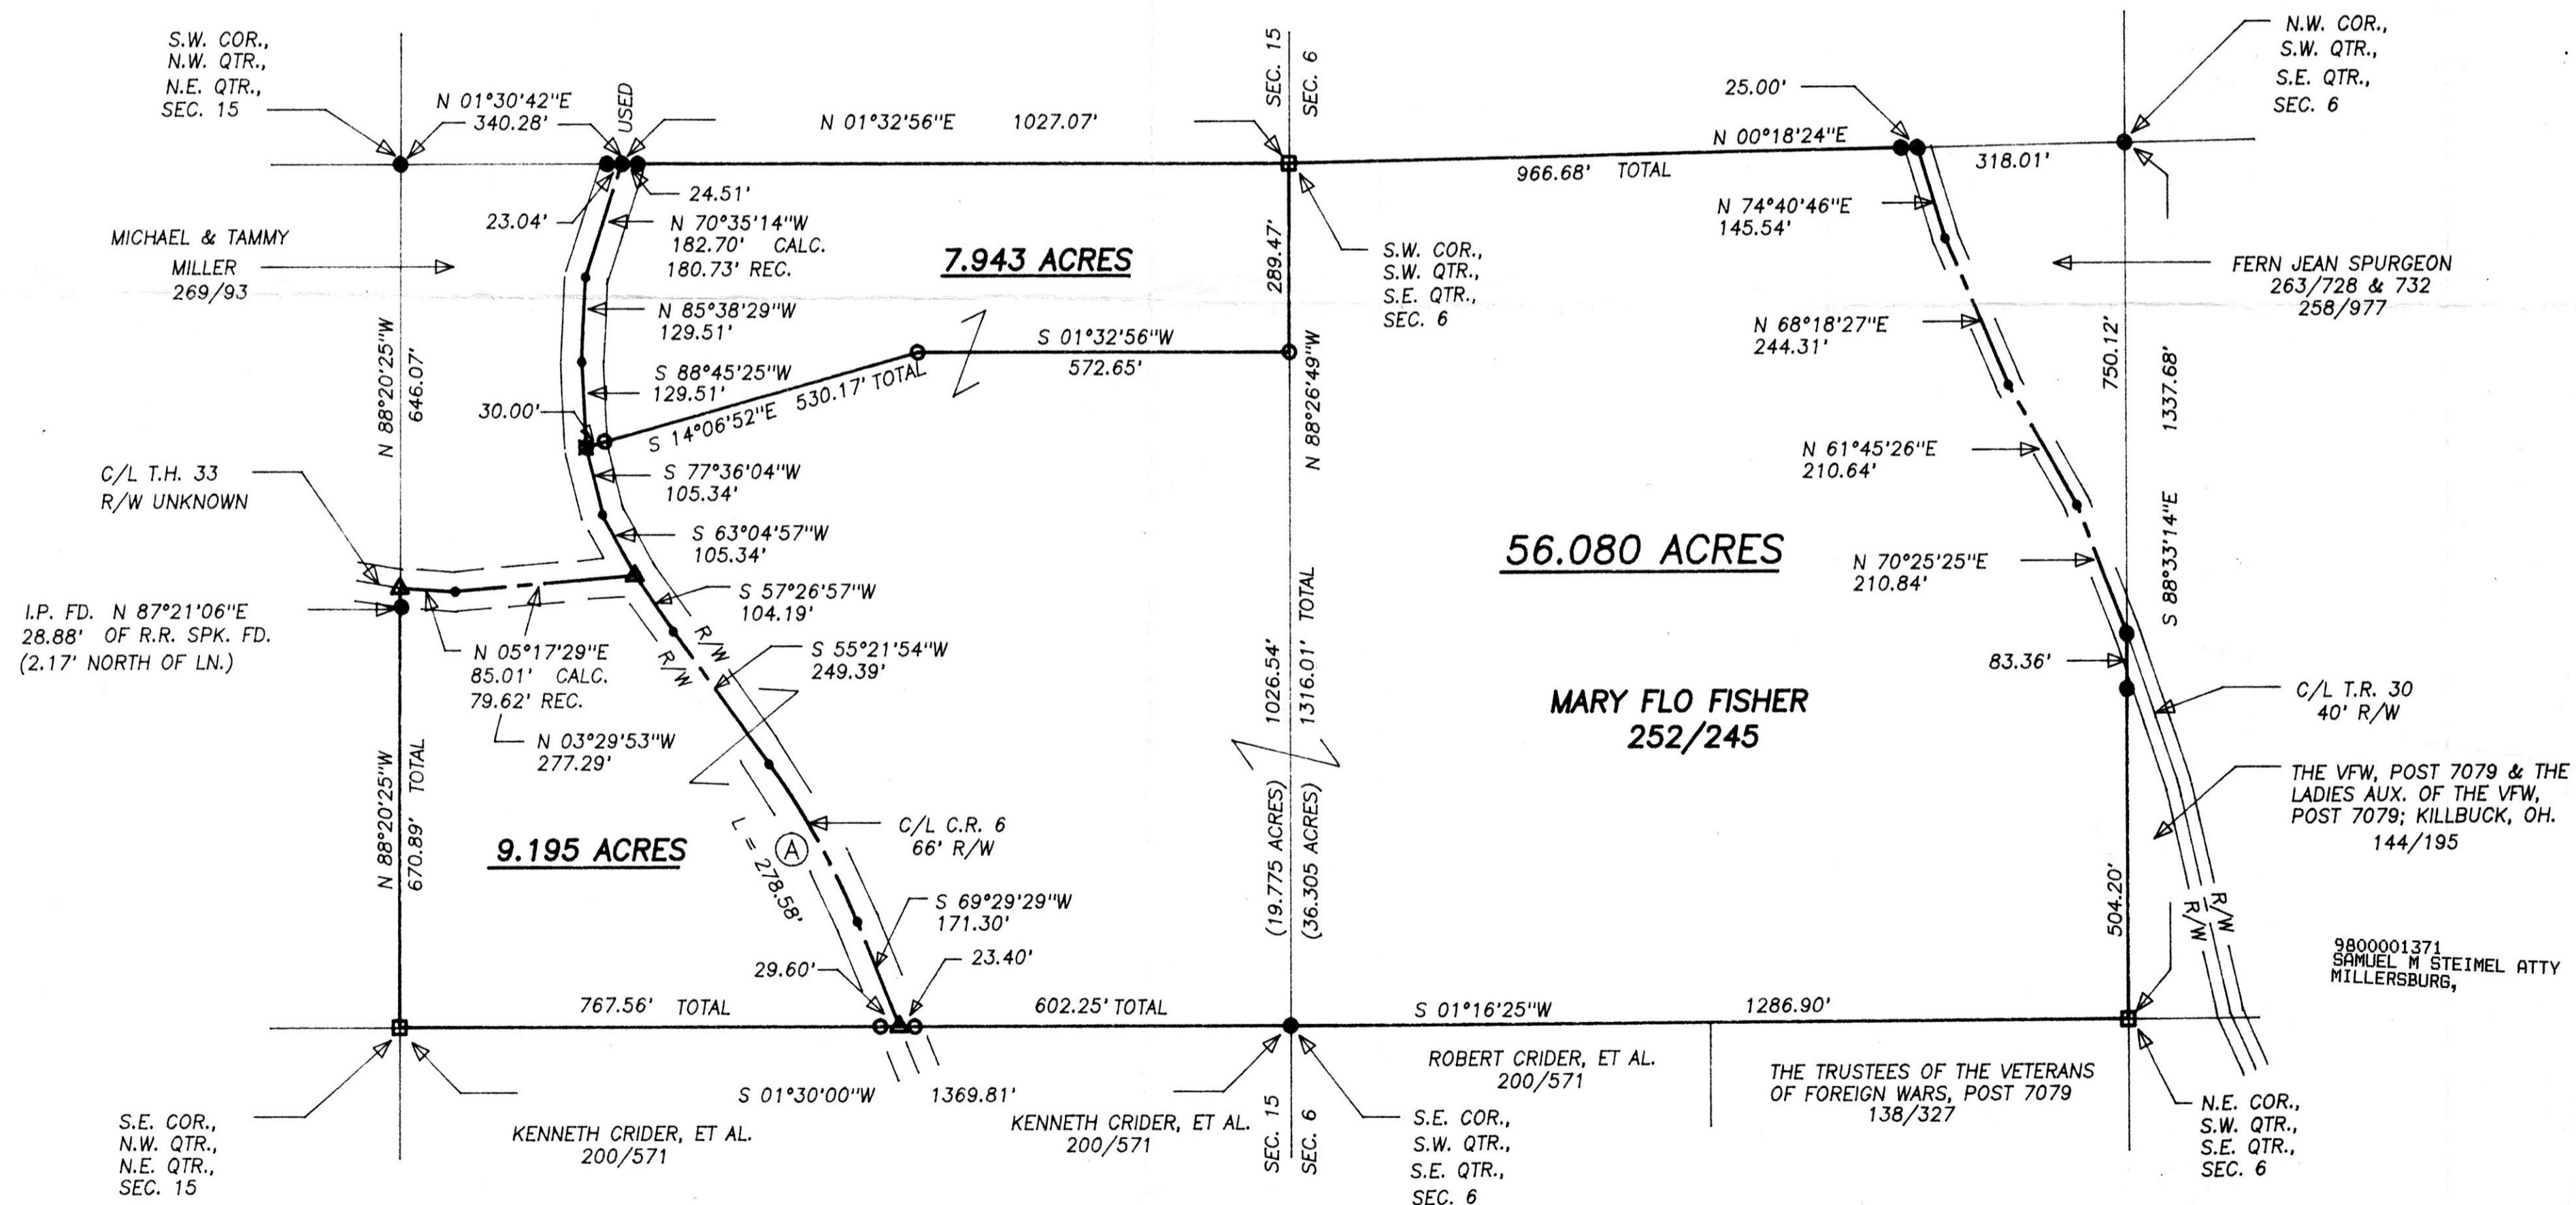 S.W. COR.,
N.W. QTR.,
N.E. QTR.,
SEC. 15
N 01°30'42"E
340.28'
USED
N 01°32'56"E 1027.07'
SEC. 15
SEC. 6
25.00'
N.W. COR.,
S.W. QTR.,
S.E. QTR.,
SEC. 6
N 00°18'24"E
966.68' TOTAL
318.01'
24.51'
23.04'
N 70°35'14"W
182.70' CALC.
180.73' REC.
MICHAEL & TAMMY
MILLER
269/93
7.943 ACRES
289.47'
S.W. COR.,
S.W. QTR.,
S.E. QTR.,
SEC. 6
N 74°40'46"E
145.54'
FERN JEAN SPURGEON
263/728 & 732
258/977
N 85°38'29"W
129.51'
S 88°45'25"W
129.51'
30.00'
S 01°32'56"W
572.65'
S 14°06'52"E 530.17' TOTAL
N 68°18'27"E
244.31'
N 88°20'25"W
646.07'
N 88°26'49"W
750.12'
S 88°33'14"E 1337.68'
C/L T.H. 33
R/W UNKNOWN
S 77°36'04"W
105.34'
S 63°04'57"W
105.34'
N 61°45'26"E
210.64'
56.080 ACRES
N 70°25'25"E
210.84'
I.P. FD. N 87°21'06"E
28.88' OF R.R. SPK. FD.
(2.17' NORTH OF LN.)
S 57°26'57"W
104.19'
N 05°17'29"E
85.01' CALC.
79.62' REC.
R/W
R/W
S 55°21'54"W
249.39'
N 03°29'53"W
277.29'
1026.54'
1316.01' TOTAL
83.36'
MARY FLO FISHER
252/245
C/L T.R. 30
40' R/W
N 88°20'25"W
670.89' TOTAL
9.195 ACRES
L = 278.58'
A
C/L C.R. 6
66' R/W
(19.775 ACRES)
(36.305 ACRES)
THE VFW, POST 7079 & THE
LADIES AUX. OF THE VFW,
POST 7079; KILLBUCK, OH.
144/195
504.20'
R/W
R/W
S 69°29'29"W
171.30'
29.60'
23.40'
9800001371
SAMUEL M STEIMEL ATTY
MILLERSBURG,
767.56' TOTAL
602.25' TOTAL
S 01°16'25"W
1286.90'
S 01°30'00"W 1369.81'
ROBERT CRIDER, ET AL.
200/571
THE TRUSTEES OF THE VETERANS
OF FOREIGN WARS, POST 7079
138/327
S.E. COR.,
N.W. QTR.,
N.E. QTR.,
SEC. 15
KENNETH CRIDER, ET AL.
200/571
KENNETH CRIDER, ET AL.
200/571
SEC. 15
SEC. 6
S.E. COR.,
S.W. QTR.,
S.E. QTR.,
SEC. 6
N.E. COR.,
S.W. QTR.,
S.E. QTR.,
SEC. 6